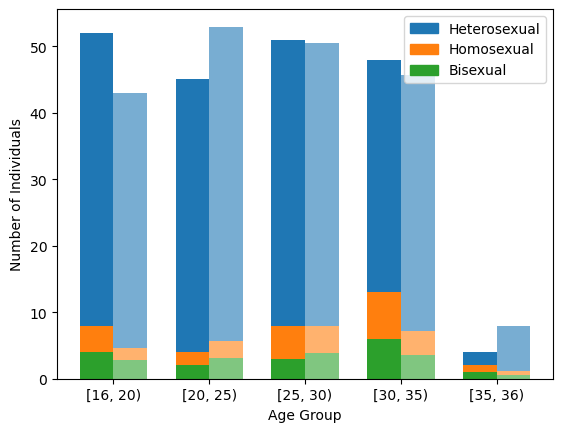 Heterosexual
Homosexual
Bisexual
Number of Individuals
50
40
30
20
10
0
[16, 20)
[20, 25)
[25, 30)
[30, 35)
[35, 36)
Age Group